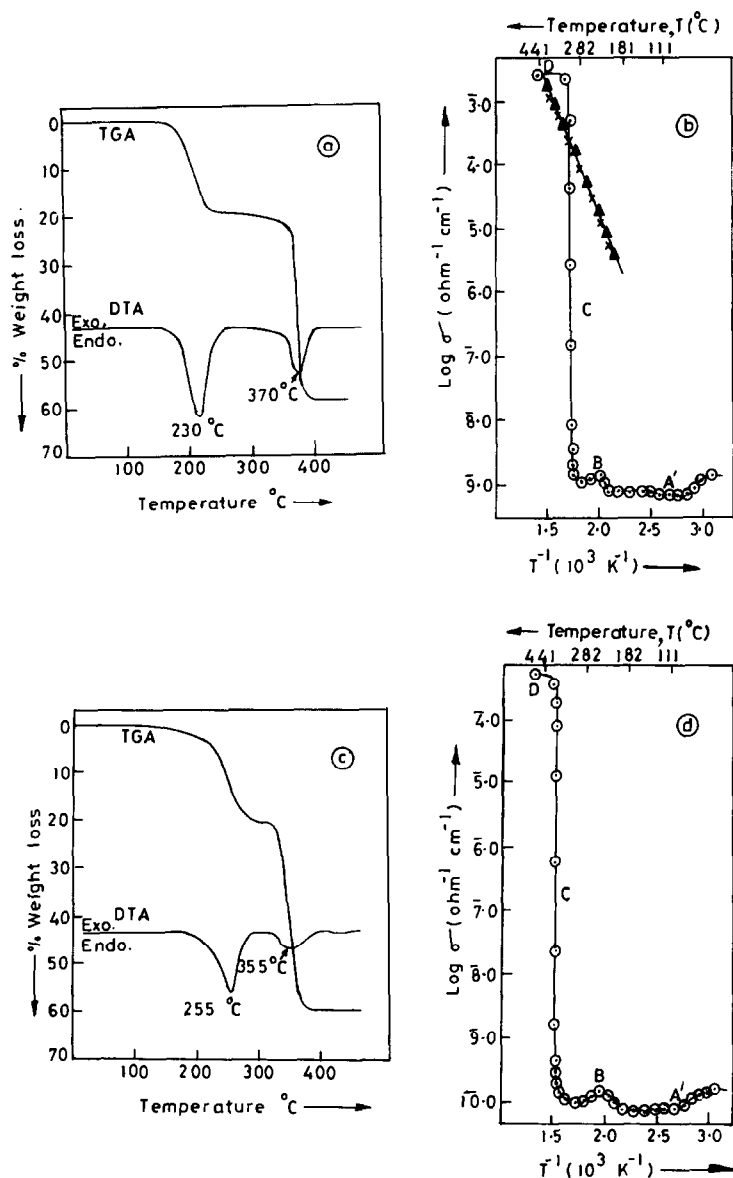 TGA
ⓐ
DTA
Exo.
Endo.
230 °C
370 °C
0
10
20
30
40
50
60
70
% Weight loss.
100 200 300 400
Temperature °C
Temperature, T(°C)
441 282 181 111
D
ⓑ
C
B
A'
3̄·0
4̄·0
5̄·0
6̄·0
7̄·0
8̄·0
9̄·0
Log σ (ohm⁻¹ cm⁻¹)
1.5 2.0 2.5 3.0
T⁻¹ (10³ K⁻¹)
TGA
ⓒ
DTA
Exo.
Endo.
255 °C
355°C
0
10
20
30
40
50
60
70
% Weight loss
100 200 300 400
Temperature °C
Temperature, T(°C)
441 282 182 111
D
ⓓ
C
B
A'
4̄·0
5̄·0
6̄·0
7̄·0
8̄·0
9̄·0
1̄0·0
Log σ (ohm⁻¹ cm⁻¹)
1.5 2.0 2.5 3.0
T⁻¹ (10³ K⁻¹)